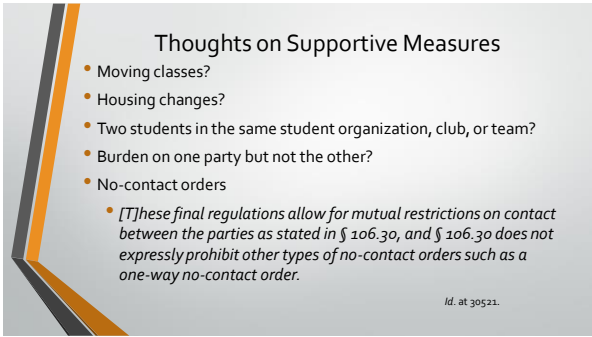 Thoughts on Supportive Measures
• Moving classes?
• Housing changes?
• Two students in the same student organization, club, or team?
• Burden on one party but not the other?
• No-contact orders
• [T]hese final regulations allow for mutual restrictions on contact
between the parties as stated in § 106.30, and § 106.30 does not
expressly prohibit other types of no-contact orders such as a
one-way no-contact order.
Id. at 30521.